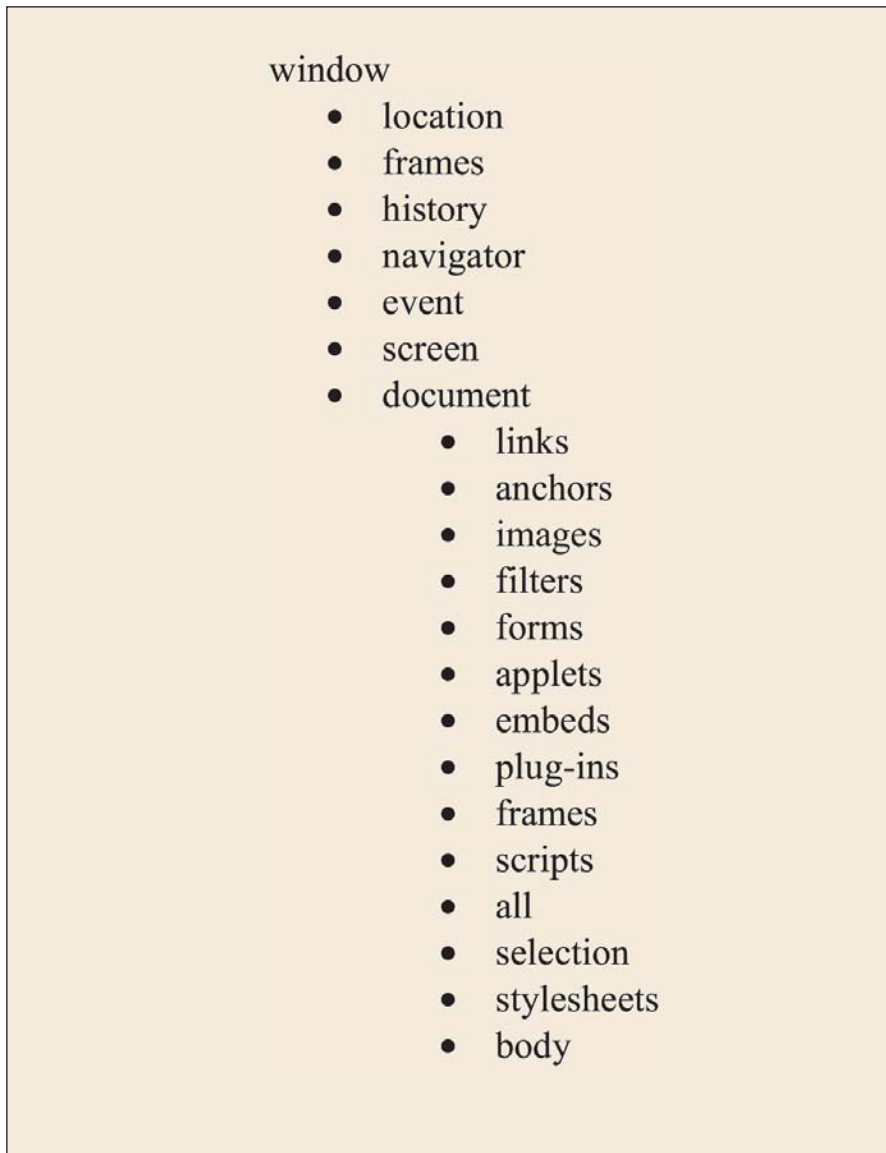 window
• location
• frames
• history
• navigator
• event
• screen
• document
• links
• anchors
• images
• filters
• forms
• applets
• embeds
• plug-ins
• frames
• scripts
• all
• selection
• stylesheets
• body